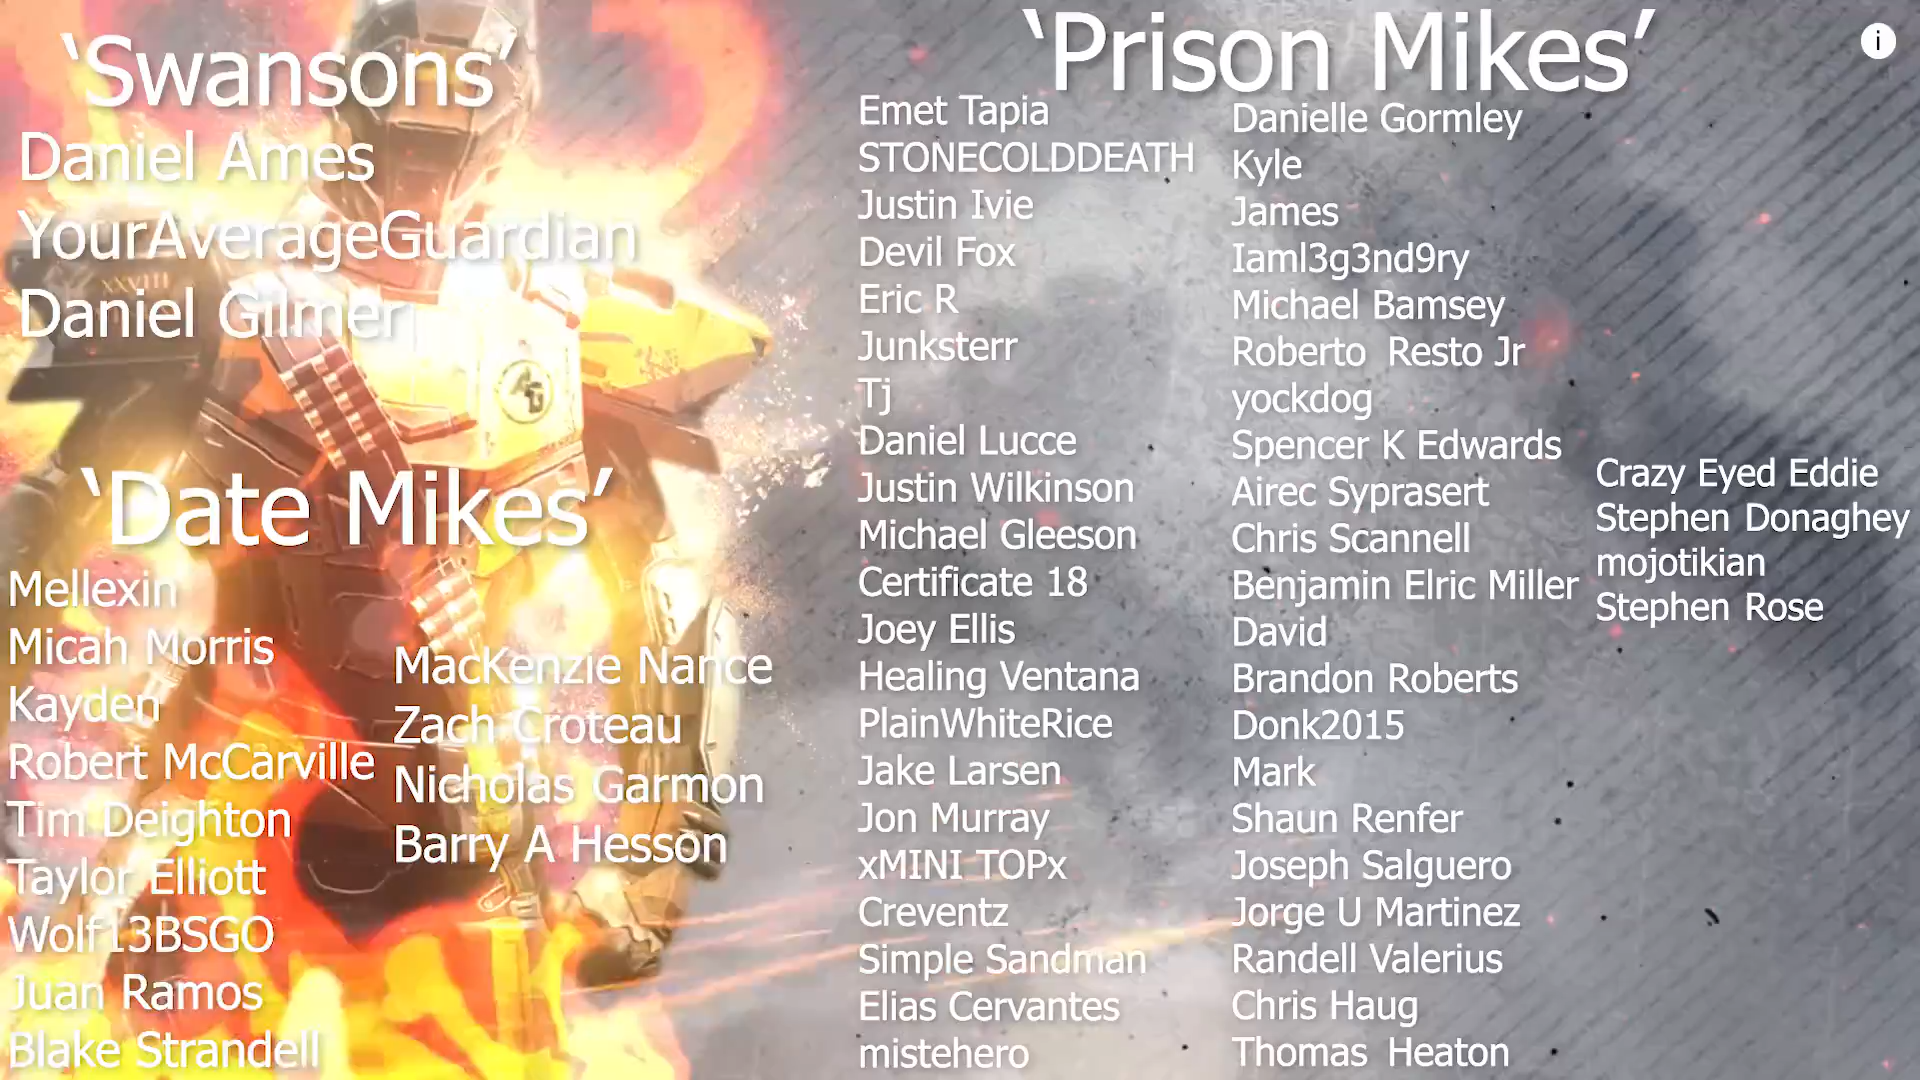 ‘Swansons’
Daniel Ames
YourAverageGuardian
Daniel Gilmer
XXVIII
AG
‘Date Mikes’
Mellexin
Micah Morris
Kayden
Robert McCarville
Tim Deighton
Taylor Elliott
Wolf13BSGO
Juan Ramos
Blake Strandell
MacKenzie Nance
Zach Croteau
Nicholas Garmon
Barry A Hesson
‘Prison Mikes’
Emet Tapia
STONECOLDDEATH
Justin Ivie
Devil Fox
Eric R
Junksterr
Tj
Daniel Lucce
Justin Wilkinson
Michael Gleeson
Certificate 18
Joey Ellis
Healing Ventana
PlainWhiteRice
Jake Larsen
Jon Murray
xMINI TOPx
Creventz
Simple Sandman
Elias Cervantes
mistehero
Danielle Gormley
Kyle
James
Iaml3g3nd9ry
Michael Bamsey
Roberto Resto Jr
yockdog
Spencer K Edwards
Airec Syprasert
Chris Scannell
Benjamin Elric Miller
David
Brandon Roberts
Donk2015
Mark
Shaun Renfer
Joseph Salguero
Jorge U Martinez
Randell Valerius
Chris Haug
Thomas Heaton
Crazy Eyed Eddie
Stephen Donaghey
mojotikian
Stephen Rose
i